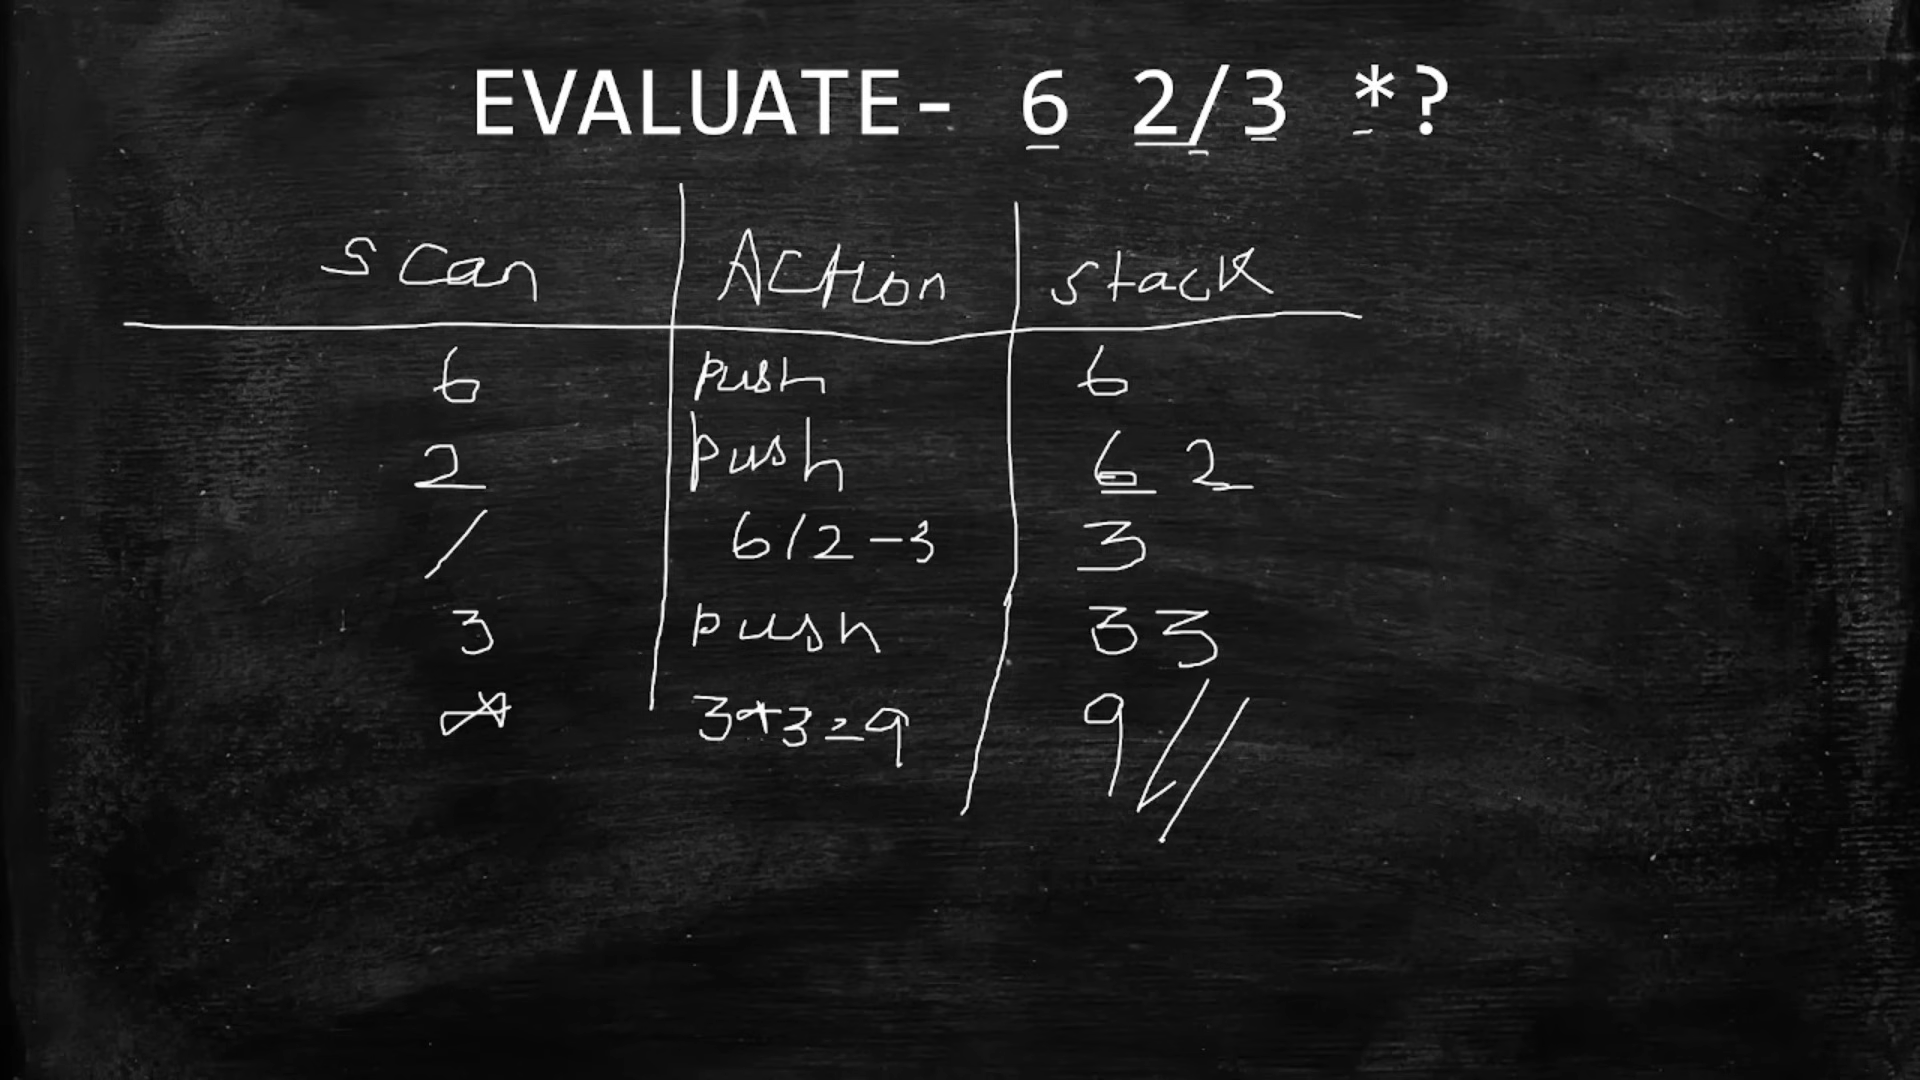 EVALUATE- 6 2/3 *?
scan Action stack
6 push 6
2 push 6 2
/ 6/2-3 3
3 push 3 3
* 3*3=9 9 //